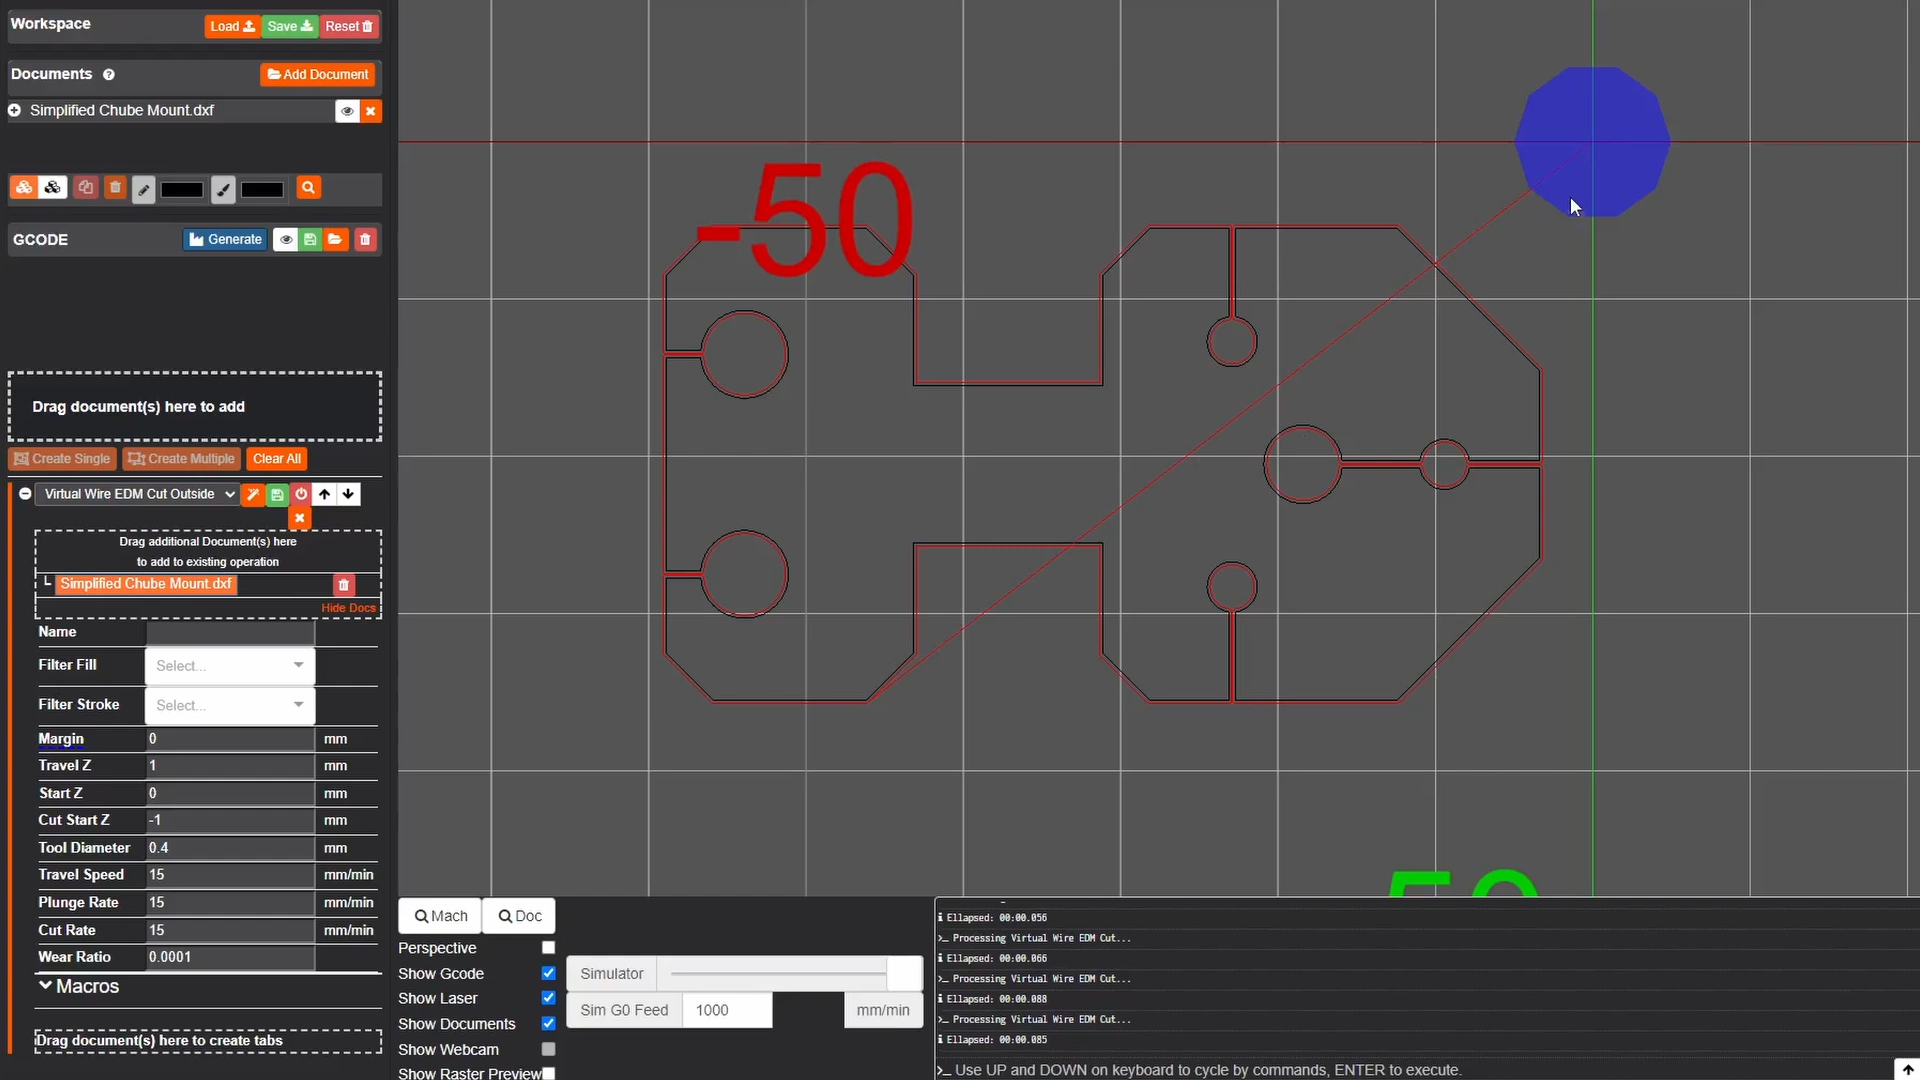 Workspace
Load
Save
Reset
Documents
Add Document
Simplified Chube Mount.dxf
GCODE
Generate
Drag document(s) here to add
Create Single
Create Multiple
Clear All
Virtual Wire EDM Cut Outside
Drag additional Document(s) here
to add to existing operation
Simplified Chube Mount.dxf
Hide Docs
Name
Filter Fill Select...
Filter Stroke Select...
Margin 0 mm
Travel Z 1 mm
Start Z 0 mm
Cut Start Z -1 mm
Tool Diameter 0.4 mm
Travel Speed 15 mm/min
Plunge Rate 15 mm/min
Cut Rate 15 mm/min
Wear Ratio 0.0001
Macros
Drag document(s) here to create tabs
-50
Mach
Doc
Perspective
Show Gcode
Show Laser
Show Documents
Show Webcam
Show Raster Preview
Simulator
Sim G0 Feed 1000 mm/min
Ellapsed: 00:00.056
>_ Processing Virtual Wire EDM Cut...
Ellapsed: 00:00.066
>_ Processing Virtual Wire EDM Cut...
Ellapsed: 00:00.088
>_ Processing Virtual Wire EDM Cut...
Ellapsed: 00:00.085
>_ Use UP and DOWN on keyboard to cycle by commands, ENTER to execute.